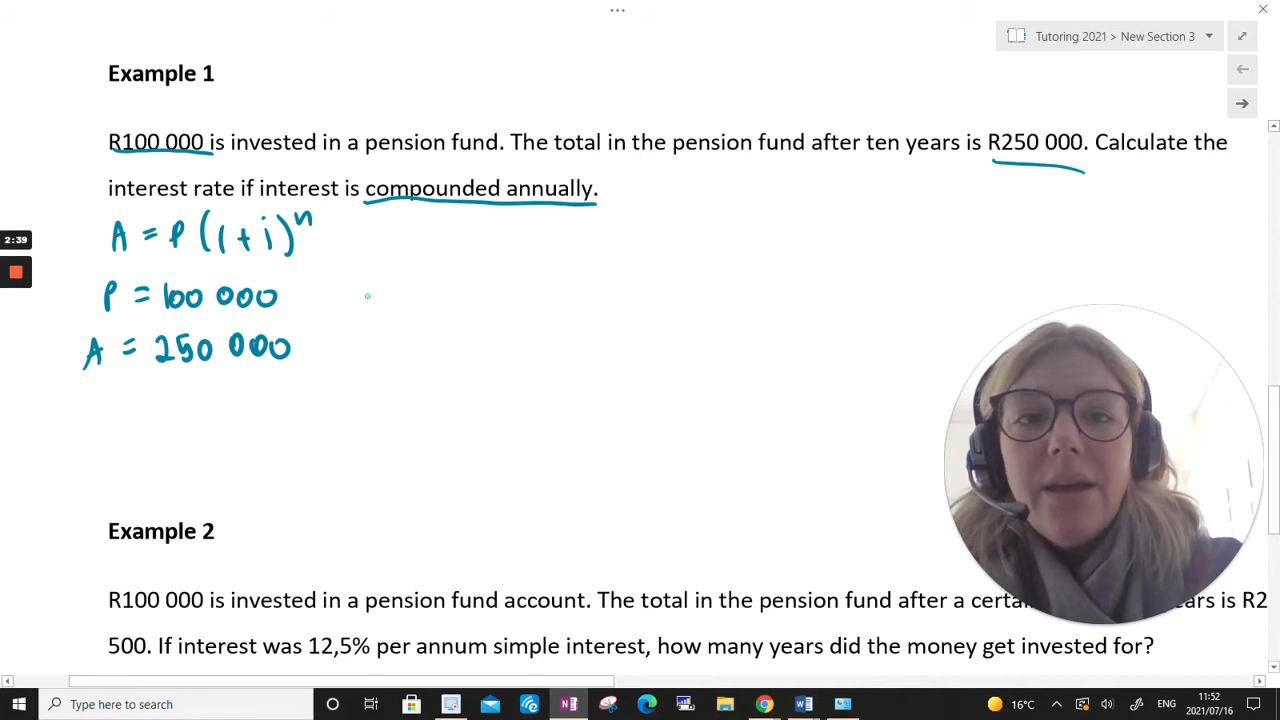 Tutoring 2021 > New Section 3
Example 1
R100 000 is invested in a pension fund. The total in the pension fund after ten years is R250 000. Calculate the
interest rate if interest is compounded annually.
A = P (1 + i)^n
2:39
P = 100 000
A = 250 000
Example 2
R100 000 is invested in a pension fund account. The total in the pension fund after a certain ears is R2
500. If interest was 12,5% per annum simple interest, how many years did the money get invested for?
Type here to search
16°C
ENG
11:52
2021/07/16